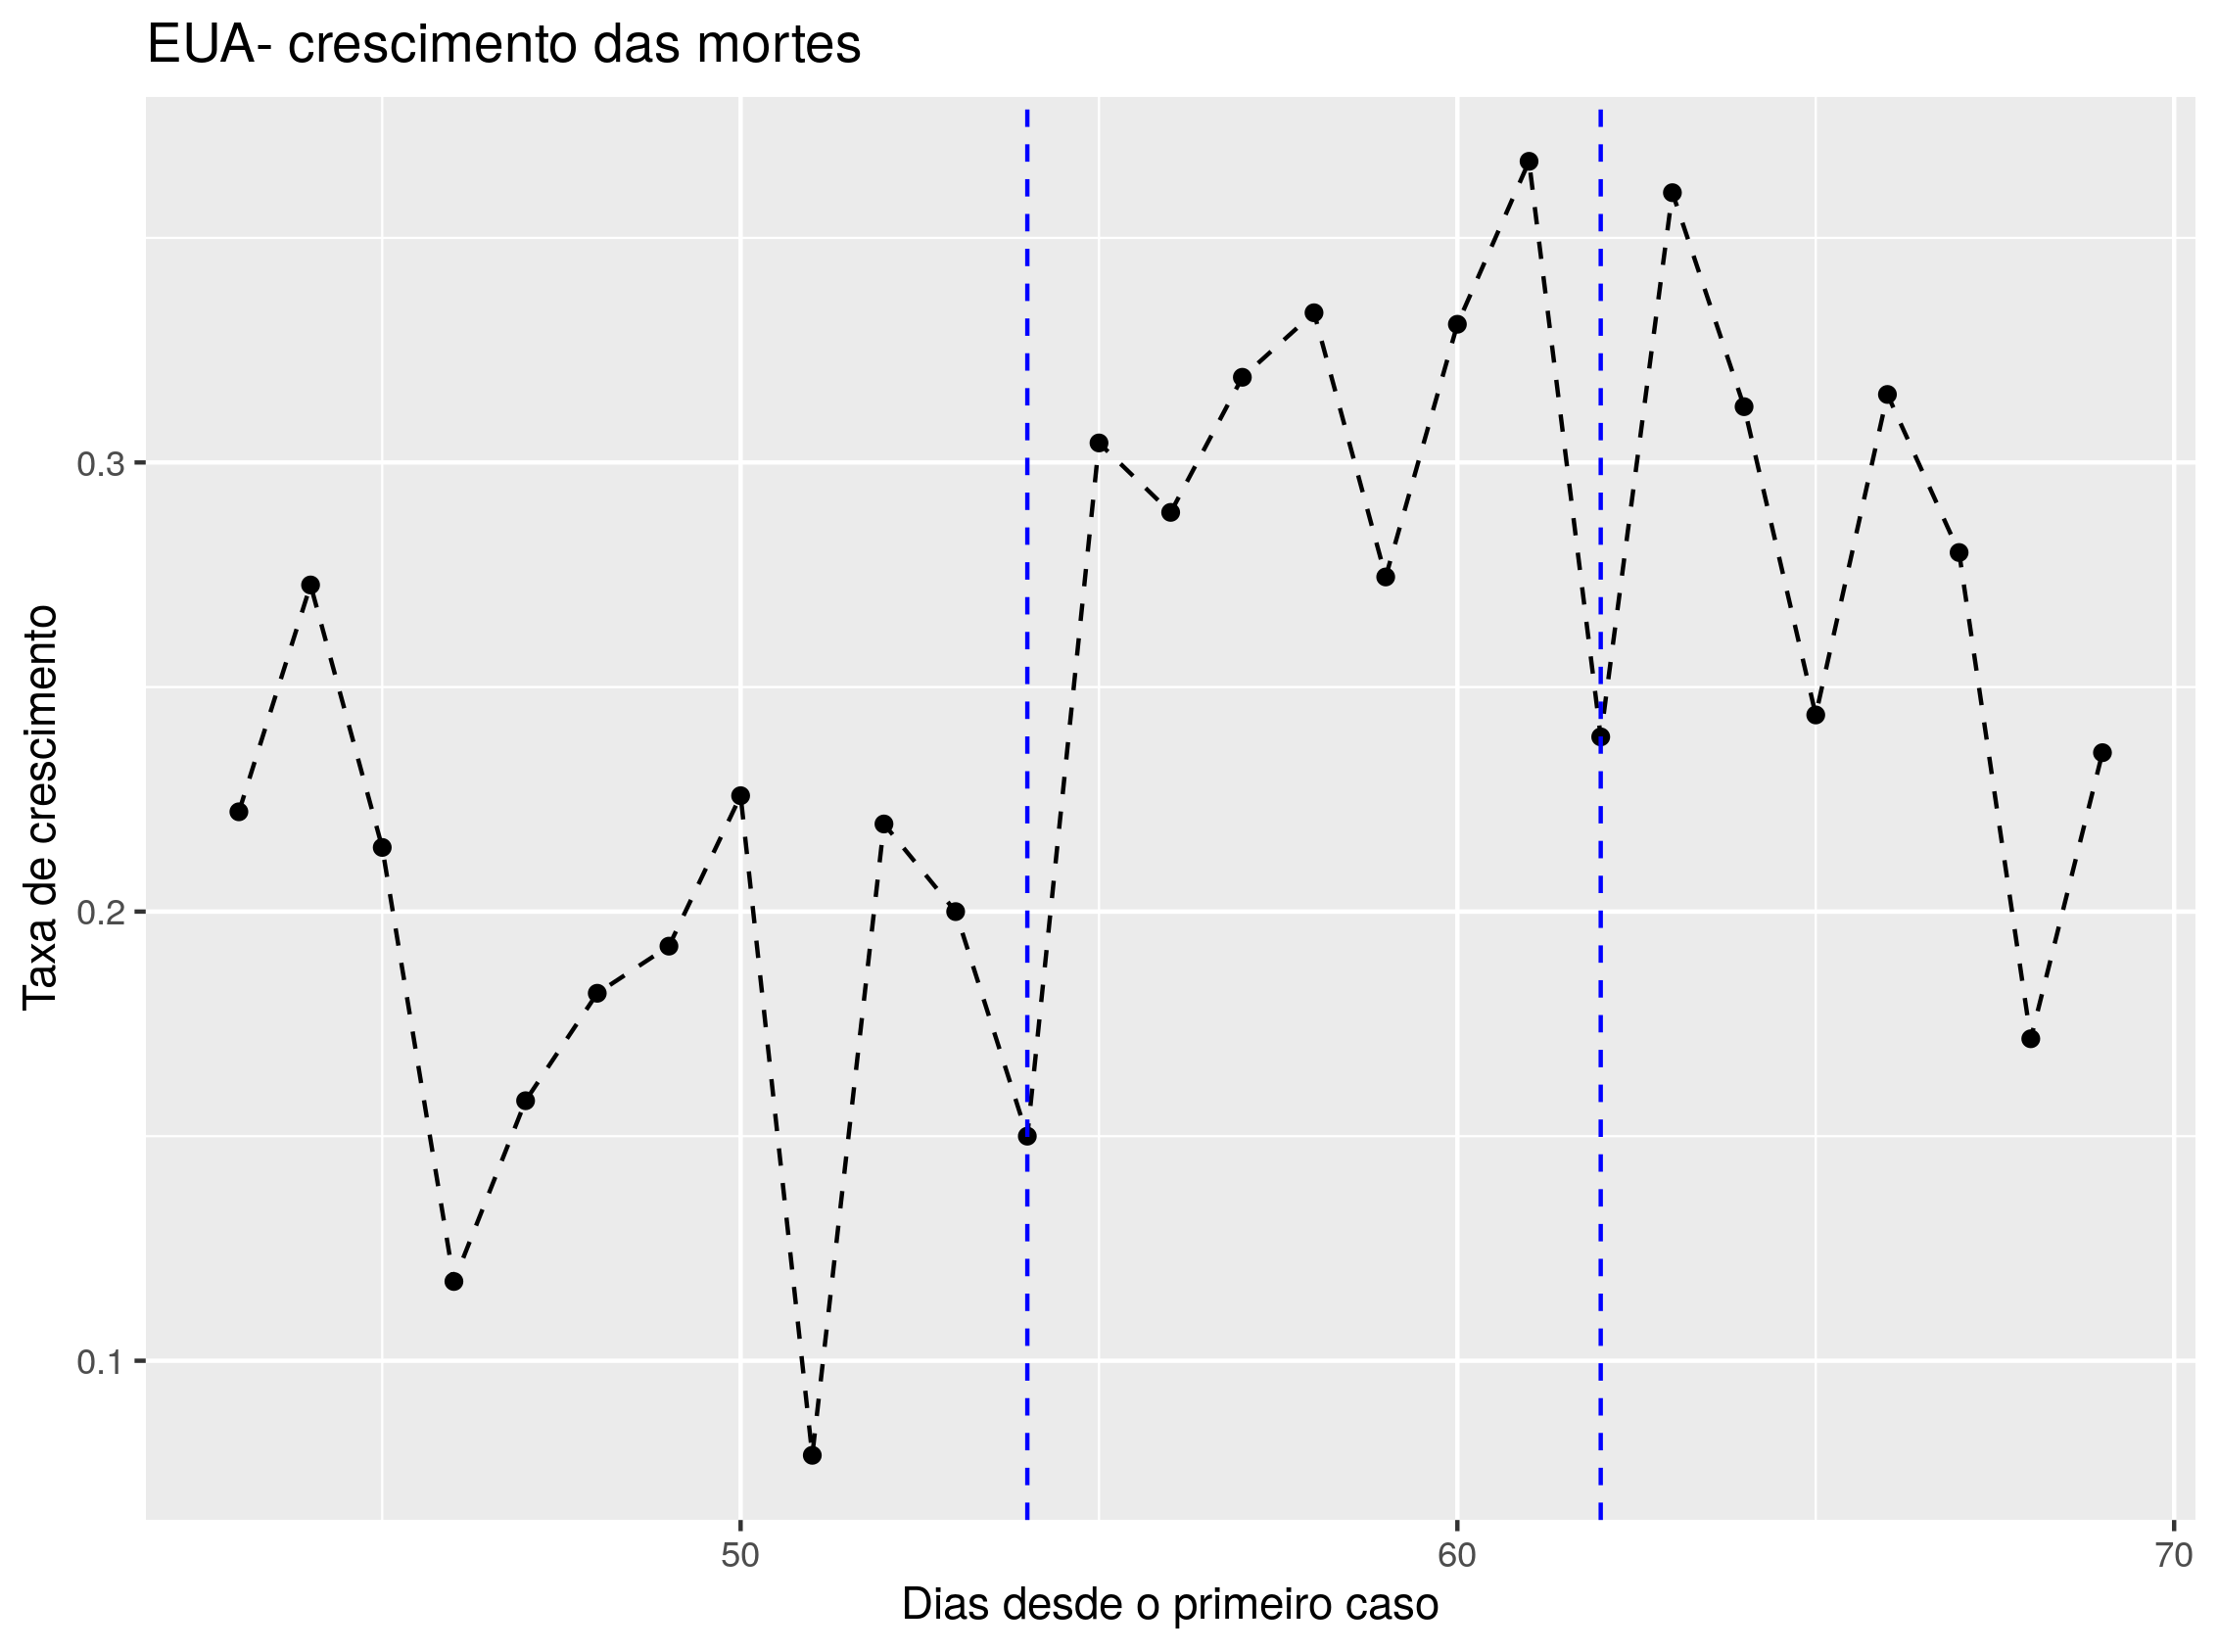 EUA- crescimento das mortes
Taxa de crescimento
0.3
0.2
0.1
50
60
70
Dias desde o primeiro caso